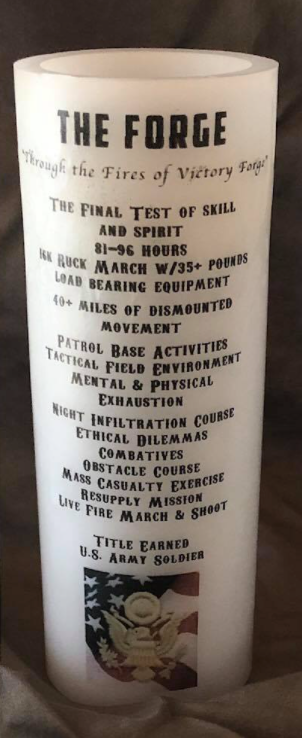 THE FORGE
"Through the Fires of Victory Forge"
THE FINAL TEST OF SKILL
AND SPIRIT
81-96 HOURS
16K RUCK MARCH W/35+ POUNDS
LOAD BEARING EQUIPMENT
40+ MILES OF DISMOUNTED
MOVEMENT
PATROL BASE ACTIVITIES
TACTICAL FIELD ENVIRONMENT
MENTAL & PHYSICAL
EXHAUSTION
NIGHT INFILTRATION COURSE
ETHICAL DILEMMAS
COMBATIVES
OBSTACLE COURSE
MASS CASUALTY EXERCISE
RESUPPLY MISSION
LIVE FIRE MARCH & SHOOT
TITLE EARNED
U.S. ARMY SOLDIER